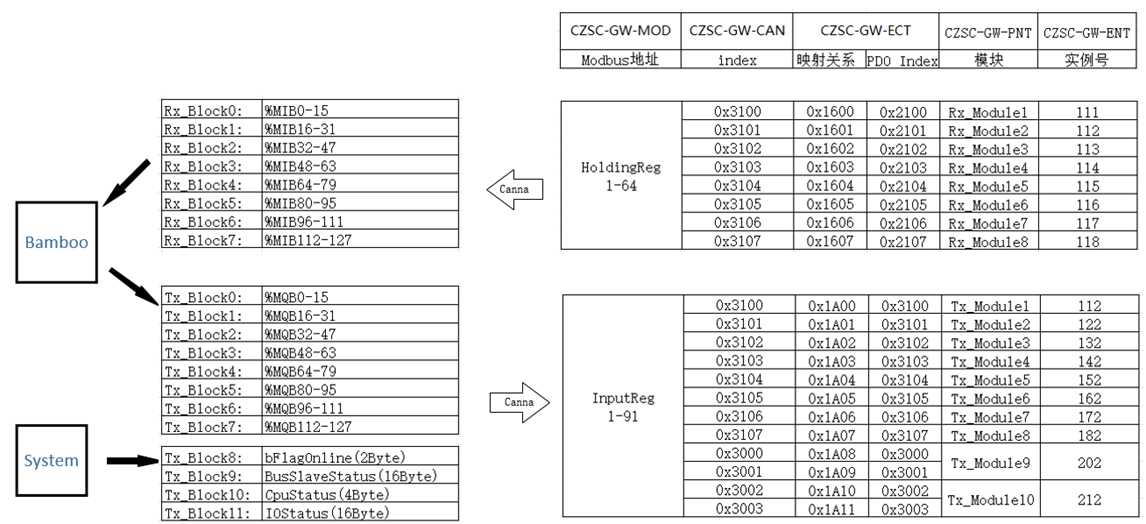 CZSC-GW-MOD CZSC-GW-CAN CZSC-GW-ECT CZSC-GW-PNT CZSC-GW-ENT
Modbus地址 index 映射关系 PDO Index 模块 实例号
Rx_Block0: %MIB0-15
Rx_Block1: %MIB16-31
Rx_Block2: %MIB32-47
Rx_Block3: %MIB48-63
Rx_Block4: %MIB64-79
Rx_Block5: %MIB80-95
Rx_Block6: %MIB96-111
Rx_Block7: %MIB112-127
Canna
HoldingReg
1-64
0x3100 0x1600 0x2100 Rx_Module1 111
0x3101 0x1601 0x2101 Rx_Module2 112
0x3102 0x1602 0x2102 Rx_Module3 113
0x3103 0x1603 0x2103 Rx_Module4 114
0x3104 0x1604 0x2104 Rx_Module5 115
0x3105 0x1605 0x2105 Rx_Module6 116
0x3106 0x1606 0x2106 Rx_Module7 117
0x3107 0x1607 0x2107 Rx_Module8 118
Bamboo
Tx_Block0: %MQB0-15
Tx_Block1: %MQB16-31
Tx_Block2: %MQB32-47
Tx_Block3: %MQB48-63
Tx_Block4: %MQB64-79
Tx_Block5: %MQB80-95
Tx_Block6: %MQB96-111
Tx_Block7: %MQB112-127
System
Tx_Block8: bFlagOnline(2Byte)
Tx_Block9: BusSlaveStatus(16Byte)
Tx_Block10: CpuStatus(4Byte)
Tx_Block11: IOStatus(16Byte)
Canna
InputReg
1-91
0x3100 0x1A00 0x3100 Tx_Module1 112
0x3101 0x1A01 0x3101 Tx_Module2 122
0x3102 0x1A02 0x3102 Tx_Module3 132
0x3103 0x1A03 0x3103 Tx_Module4 142
0x3104 0x1A04 0x3104 Tx_Module5 152
0x3105 0x1A05 0x3105 Tx_Module6 162
0x3106 0x1A06 0x3106 Tx_Module7 172
0x3107 0x1A07 0x3107 Tx_Module8 182
0x3000 0x1A08 0x3000 Tx_Module9 202
0x3001 0x1A09 0x3001
0x3002 0x1A10 0x3002 Tx_Module10 212
0x3003 0x1A11 0x3003